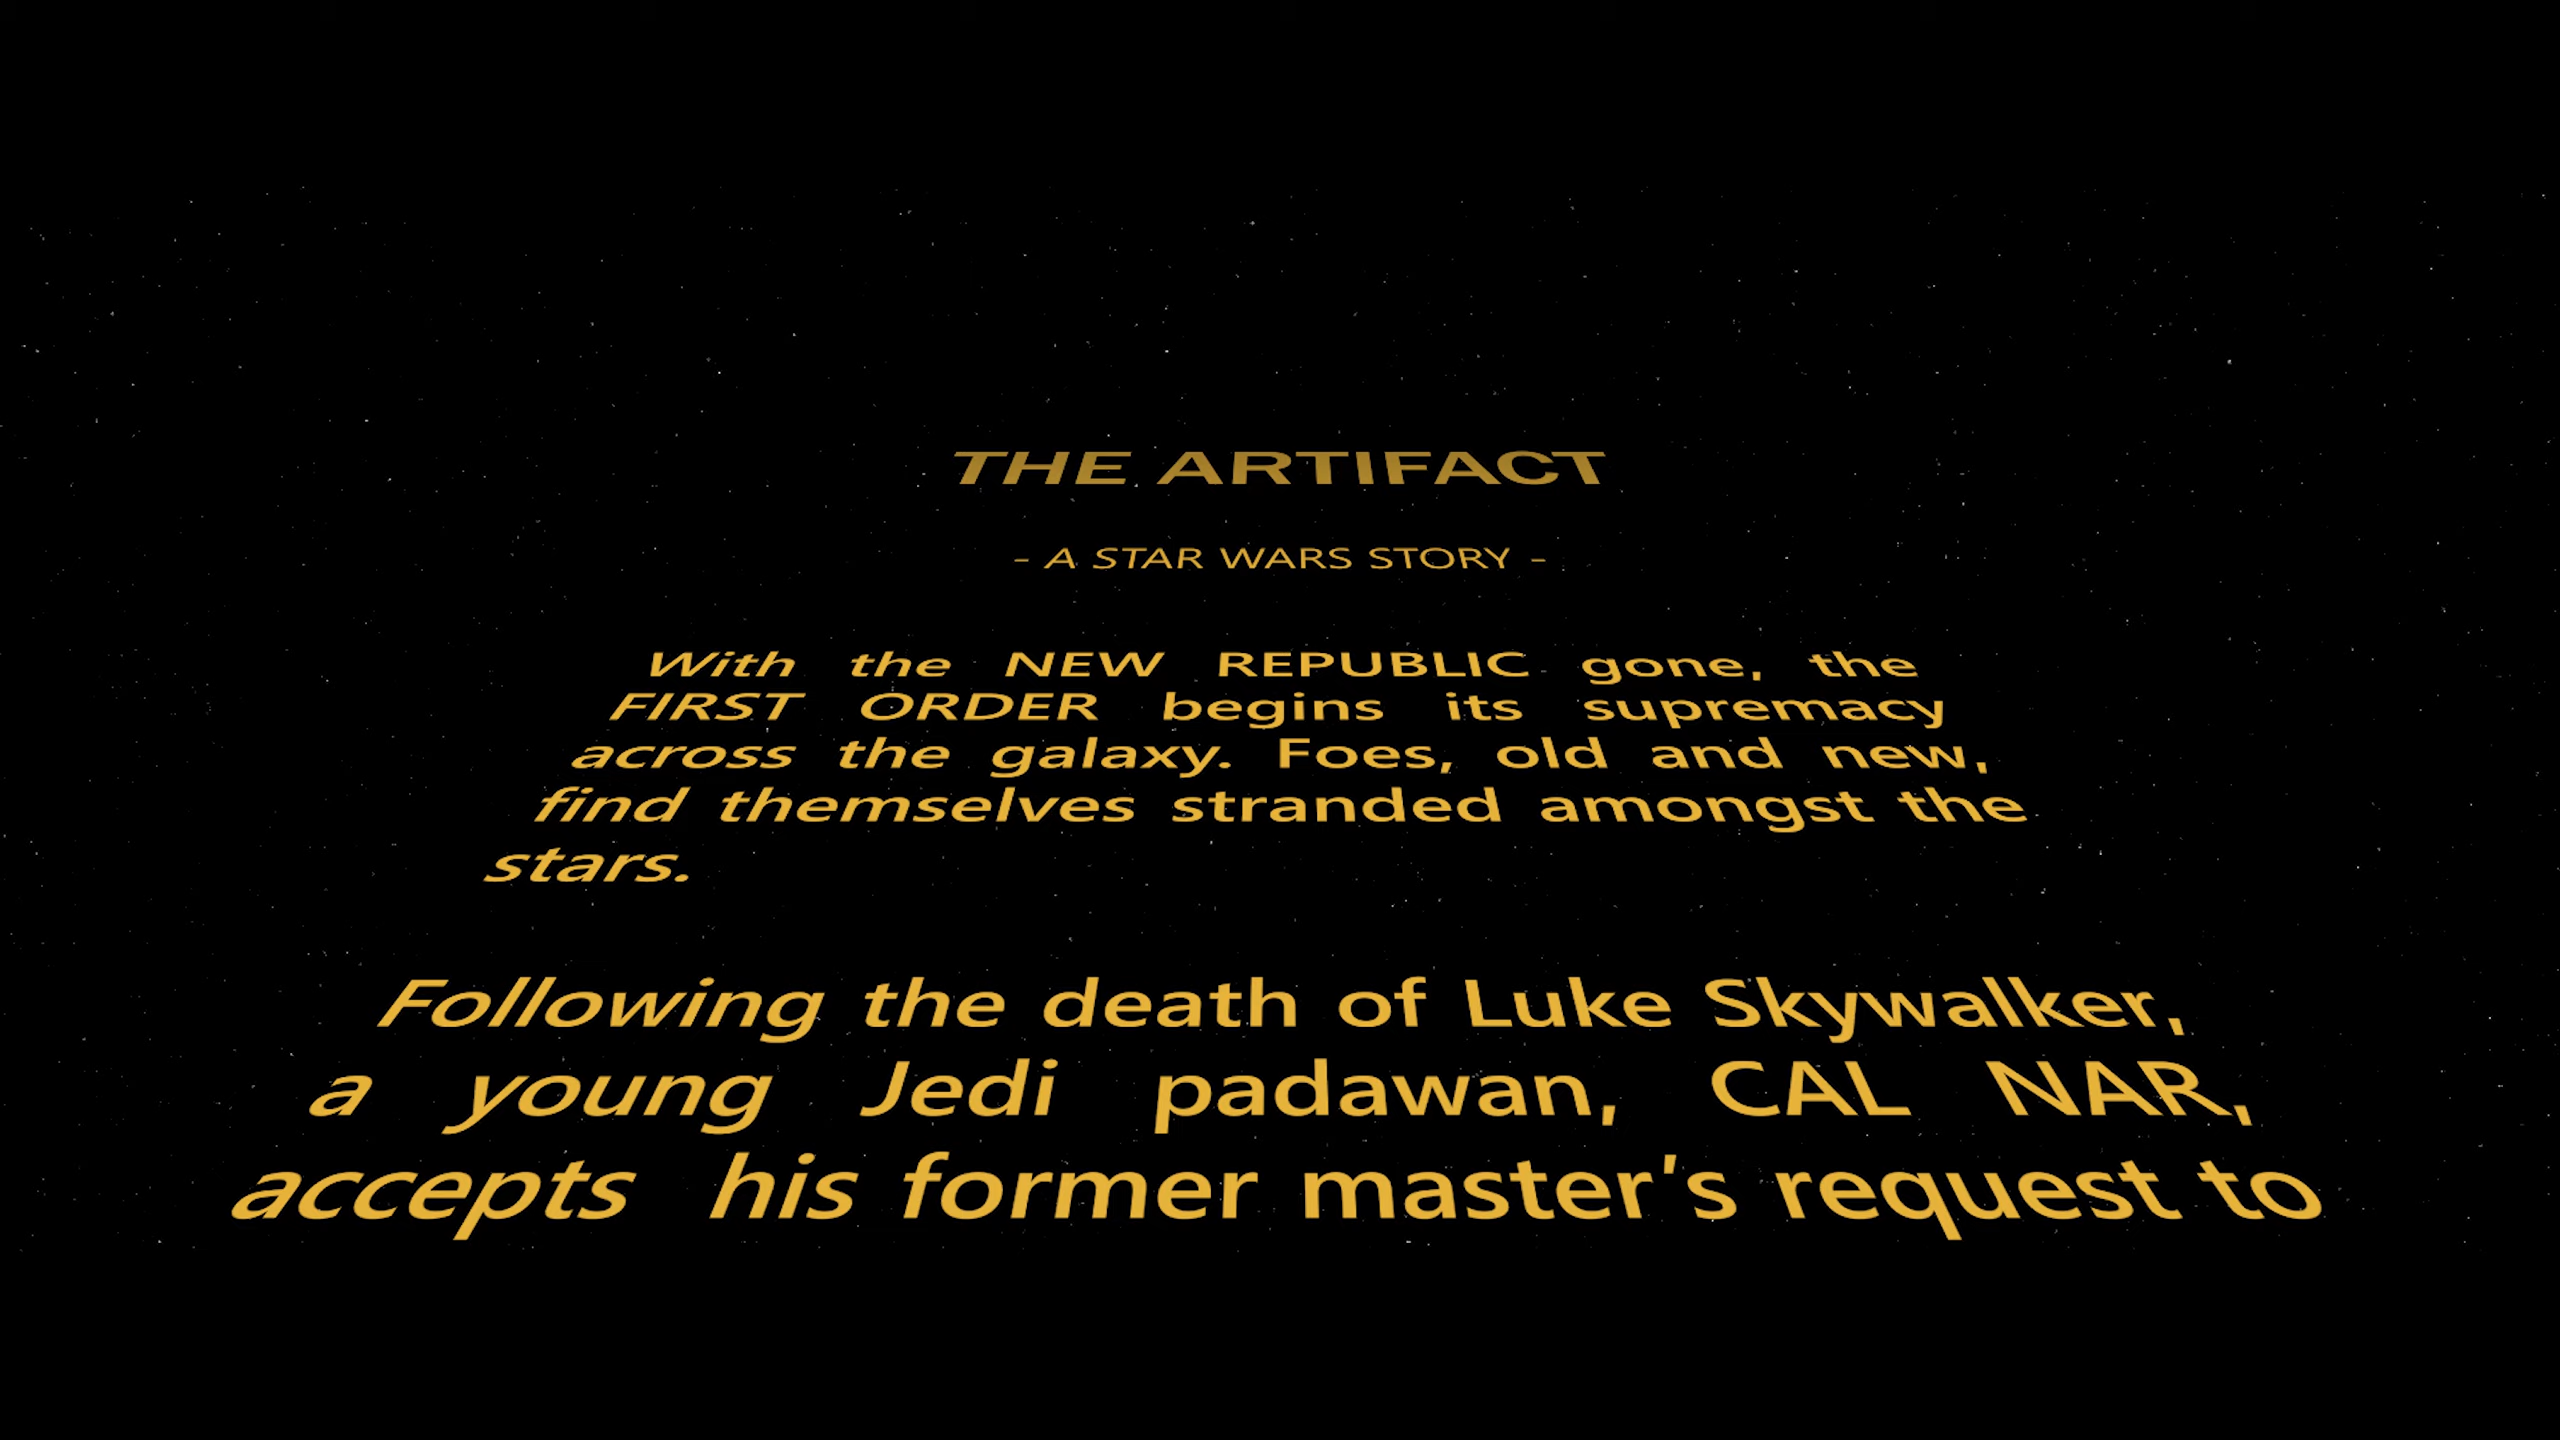 THE ARTIFACT
- A STAR WARS STORY -
With the NEW REPUBLIC gone, the
FIRST ORDER begins its supremacy
across the galaxy. Foes, old and new,
find themselves stranded amongst the
stars.
Following the death of Luke Skywalker,
a young Jedi padawan, CAL NAR,
accepts his former master's request to